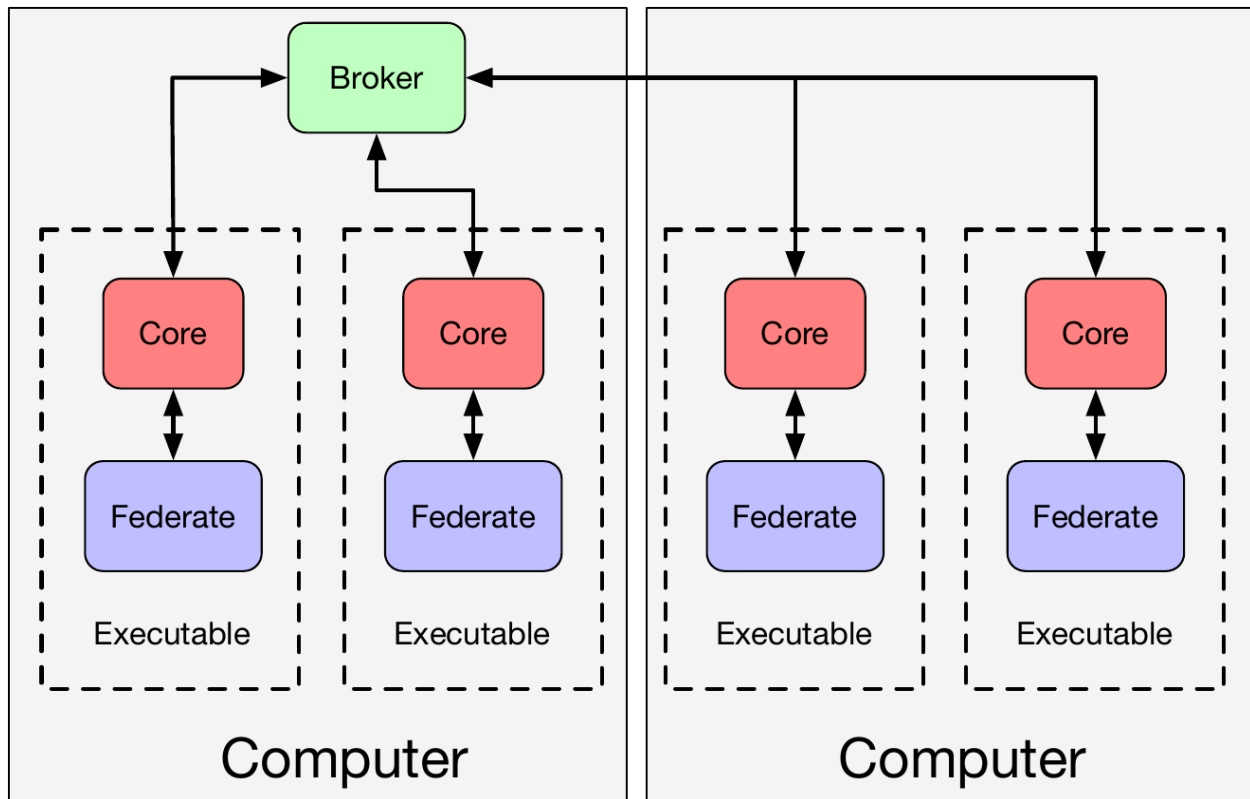 Broker
Core
Core
Core
Core
Federate
Federate
Federate
Federate
Executable
Executable
Executable
Executable
Computer
Computer